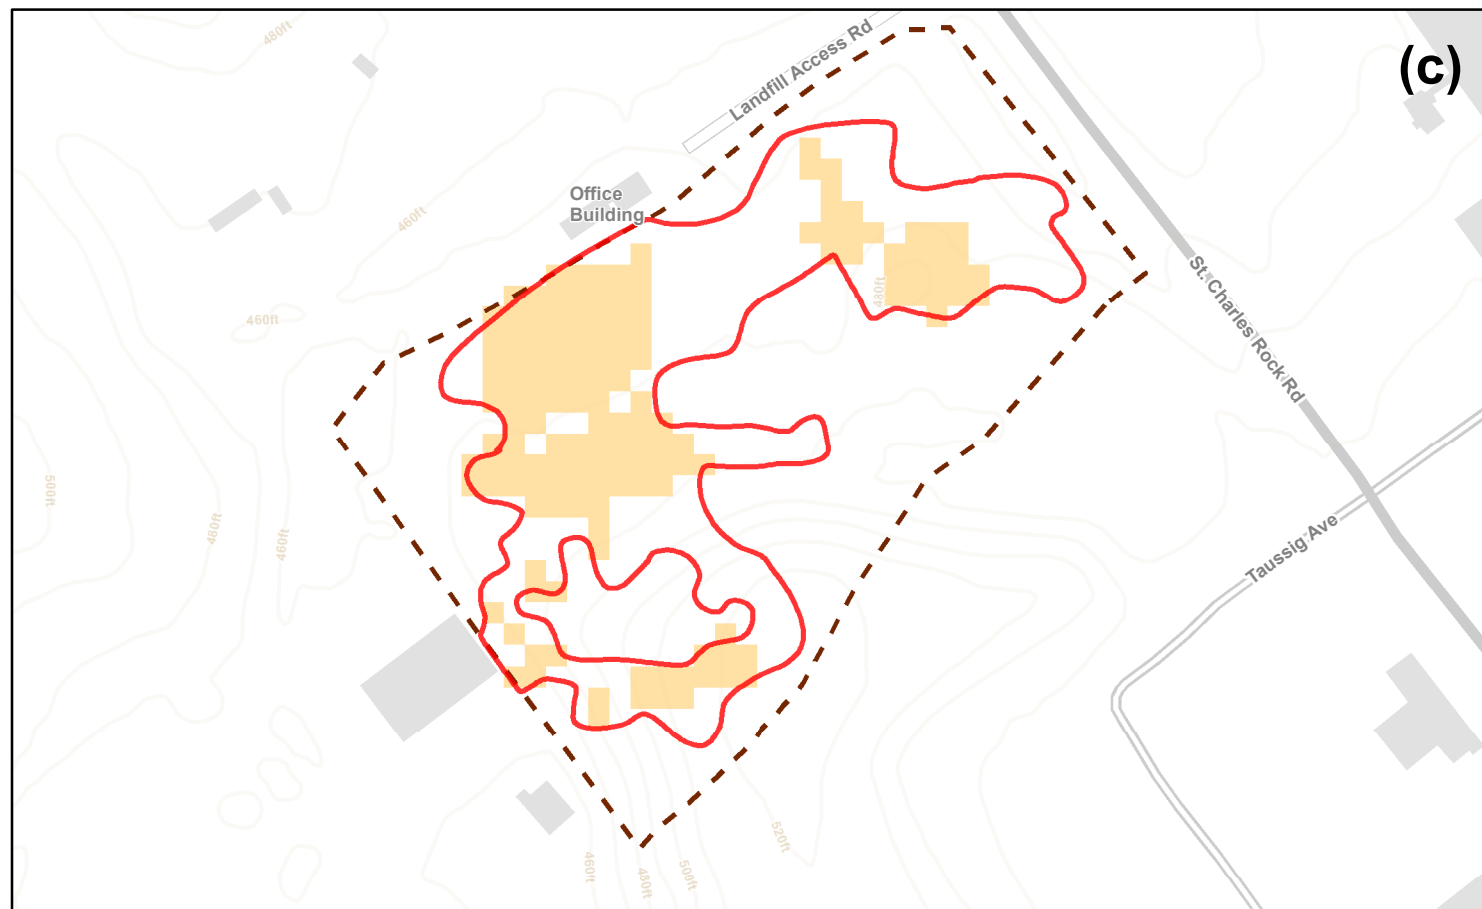 480ft
Landfill Access Rd
(c)
Office
Building
460ft
St. Charles Rock Rd
480ft
460ft
500ft
480ft
460ft
Taussig Ave
520ft
460ft
480ft
500ft